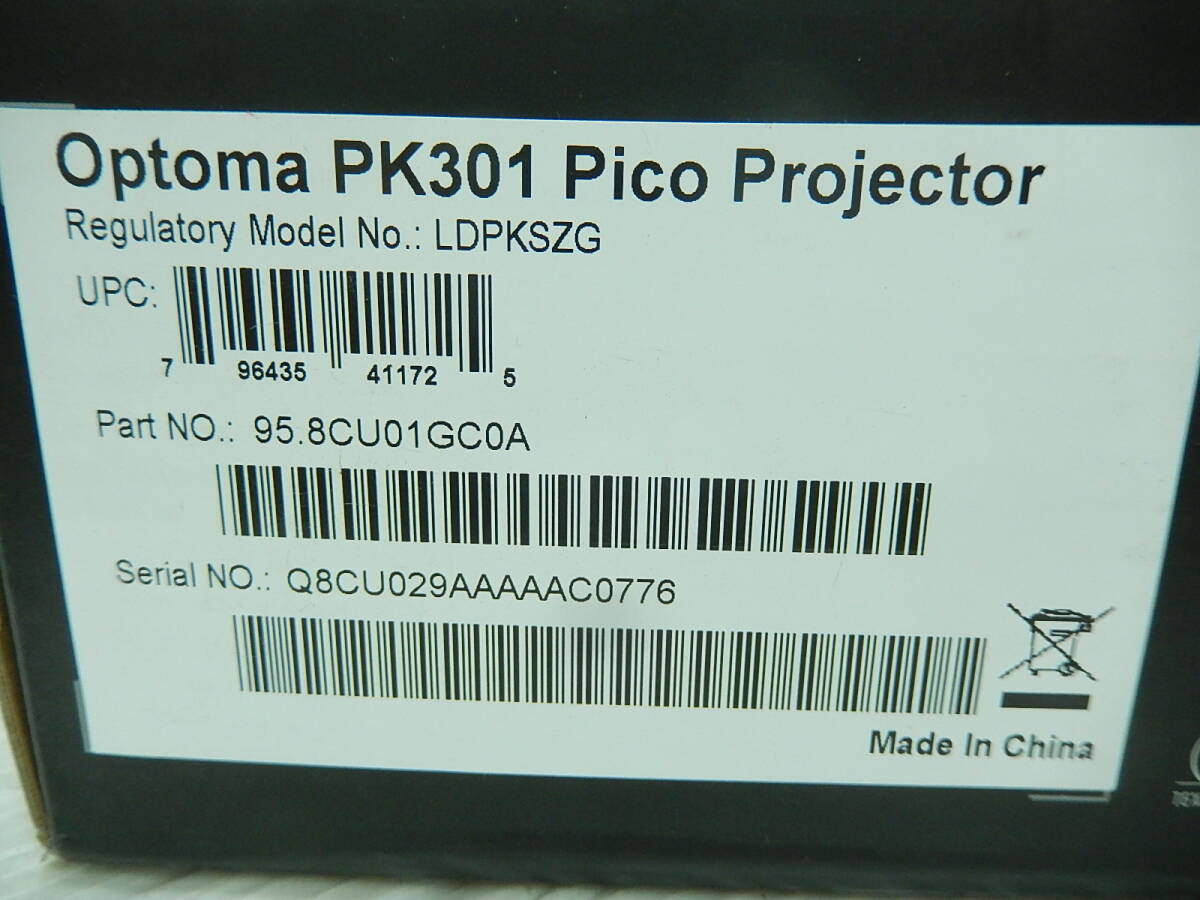 Optoma PK301 Pico Projector
Regulatory Model No.: LDPKSZG
UPC:
7 96435 41172 5
Part NO.: 95.8CU01GC0A
Serial NO.: Q8CU029AAAAAC0776
Made In China